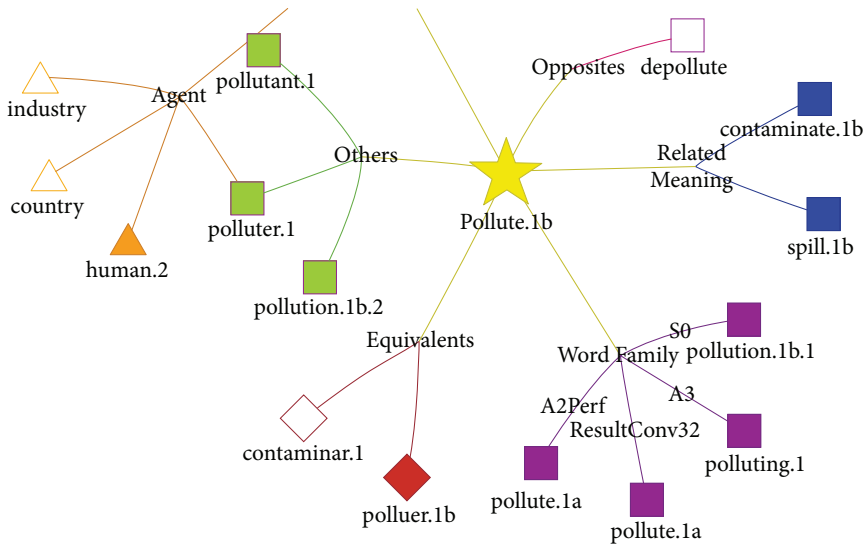 pollutant.1
Opposites
depollute
industry
Agent
contaminate.1b
Others
Related
Meaning
country
polluter.1
Pollute.1b
human.2
spill.1b
pollution.1b.2
Equivalents
S0
Word Family
pollution.1b.1
A3
A2Perf
ResultConv32
contaminar.1
polluting.1
pollute.1a
polluer.1b
pollute.1a